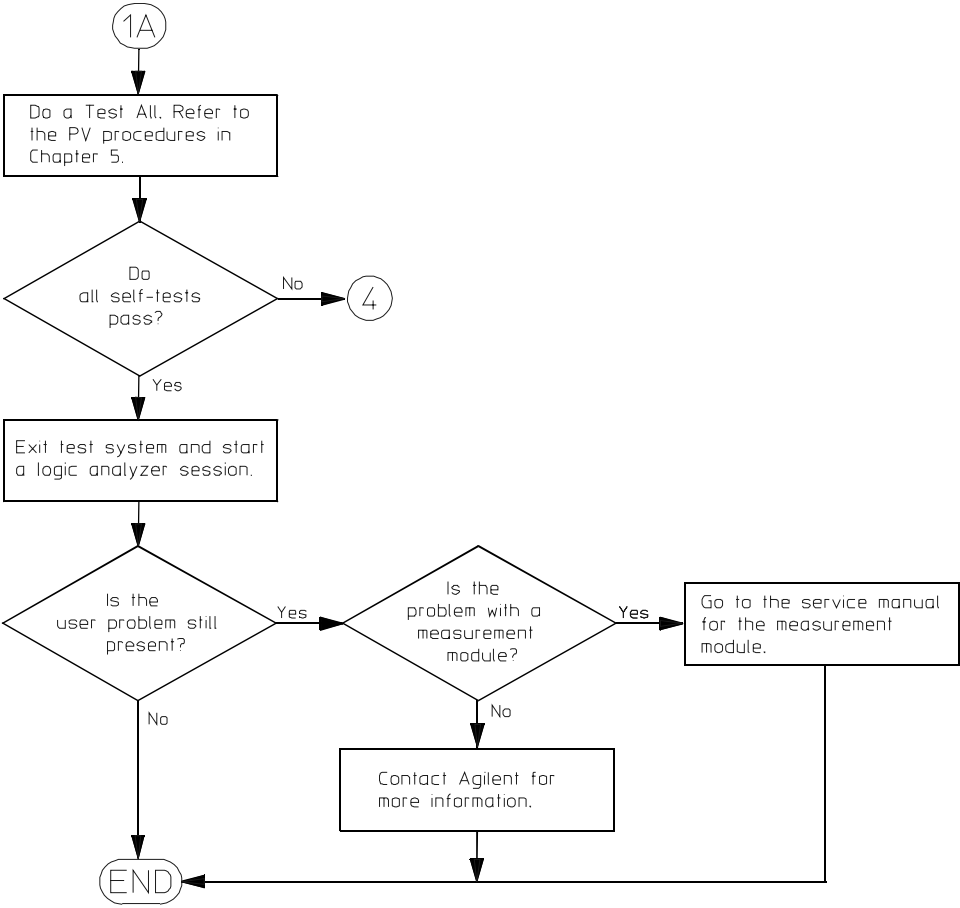 1A
Do a Test All. Refer to
the PV procedures in
Chapter 5.
Do
all self-tests
pass?
No
4
Yes
Exit test system and start
a logic analyzer session.
Is the
user problem still
present?
Yes
Is the
problem with a
measurement
module?
Yes
Go to the service manual
for the measurement
module.
No
No
Contact Agilent for
more information.
END